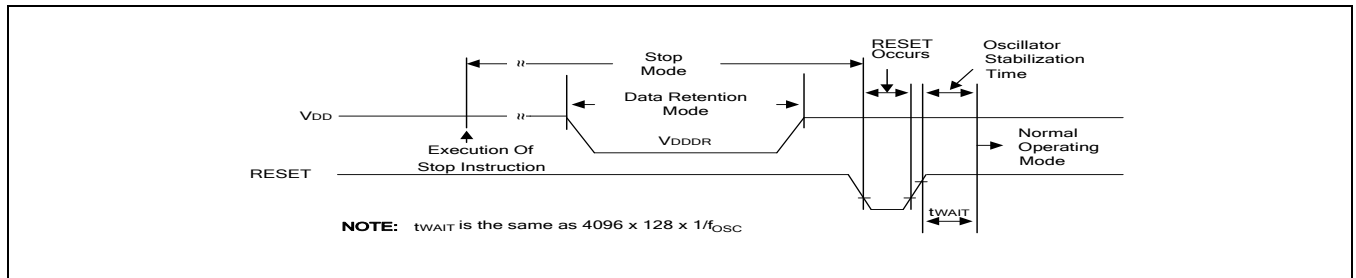 RESET
Occurs
Oscillator
Stabilization
Time
Stop
Mode
Data Retention
Mode
VDD
VDDDR
Execution Of
Stop Instruction
Normal
Operating
Mode
RESET
tWAIT
NOTE: tWAIT is the same as 4096 x 128 x 1/fOSC